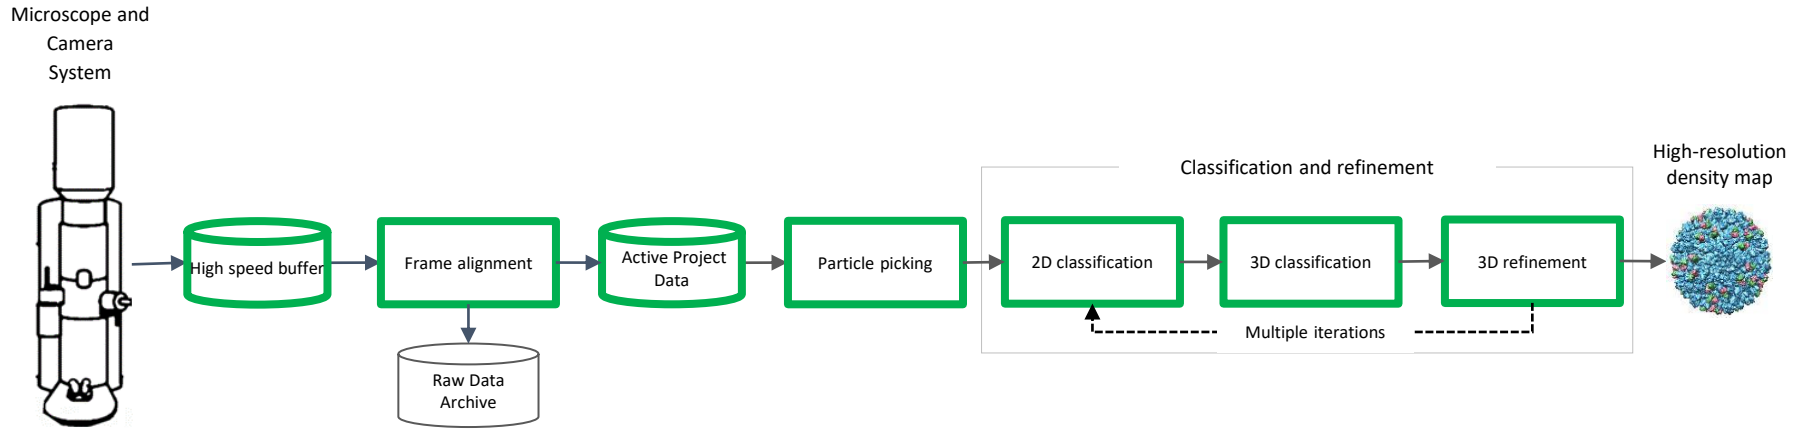 Microscope and
Camera
System
High speed buffer
Frame alignment
Raw Data
Archive
Active Project
Data
Particle picking
Classification and refinement
2D classification
3D classification
3D refinement
Multiple iterations
High-resolution
density map